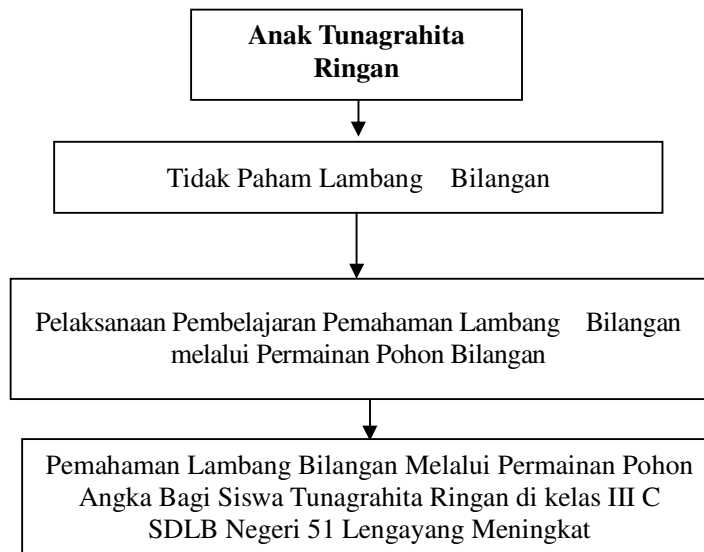 Anak Tunagrahita
Ringan
Tidak Paham Lambang Bilangan
Pelaksanaan Pembelajaran Pemahaman Lambang Bilangan
melalui Permainan Pohon Bilangan
Pemahaman Lambang Bilangan Melalui Permainan Pohon
Angka Bagi Siswa Tunagrahita Ringan di kelas III C
SDLB Negeri 51 Lengayang Meningkat